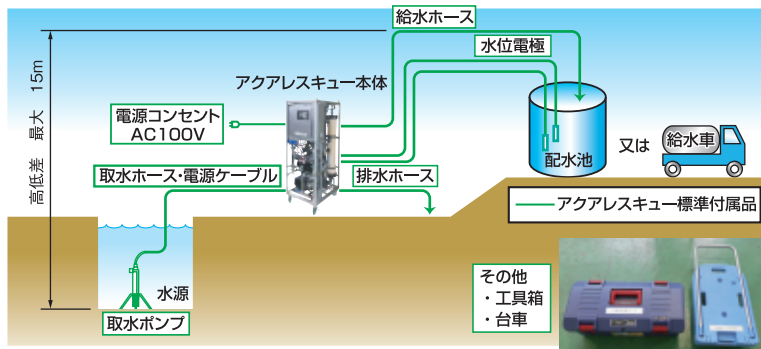 給水ホース
水位電極
アクアレスキュー本体
電源コンセント
AC100V
高低差 最大 15m
取水ホース・電源ケーブル
排水ホース
配水池
又は
給水車
アクアレスキュー標準付属品
水源
取水ポンプ
その他
・工具箱
・台車